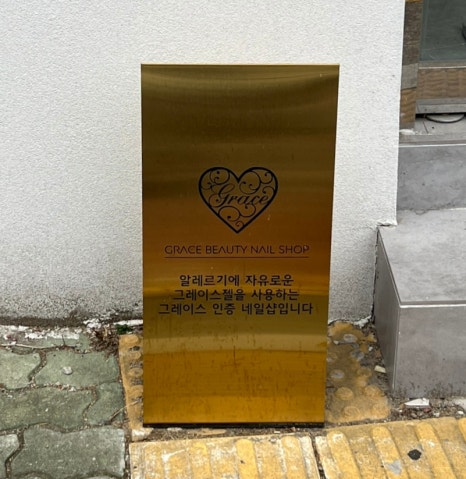 Grace
GRACE BEAUTY NAIL SHOP
알레르기에 자유로운
그레이스젤을 사용하는
그레이스 인증 네일샵입니다